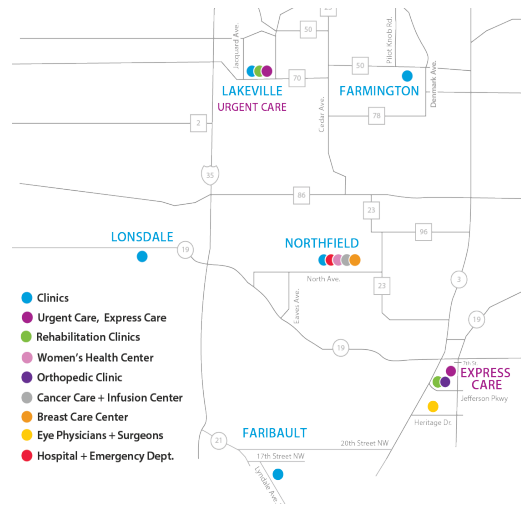 50
Jacquard Ave.
Pilot Knob Rd.
50
70
LAKEVILLE
URGENT CARE
FARMINGTON
Denmark Ave.
Cedar Ave.
78
2
35
86
23
98
LONSDALE
19
NORTHFIELD
North Ave.
23
3
Eaves Ave.
19
19
Clinics
Urgent Care, Express Care
Rehabilitation Clinics
Women's Health Center
Orthopedic Clinic
Cancer Care + Infusion Center
Breast Care Center
Eye Physicians + Surgeons
Hospital + Emergency Dept.
EXPRESS
CARE
Jefferson Pkwy
Heritage Dr.
FARIBAULT
21
20th Street NW
17th Street NW
Lyndale Ave.